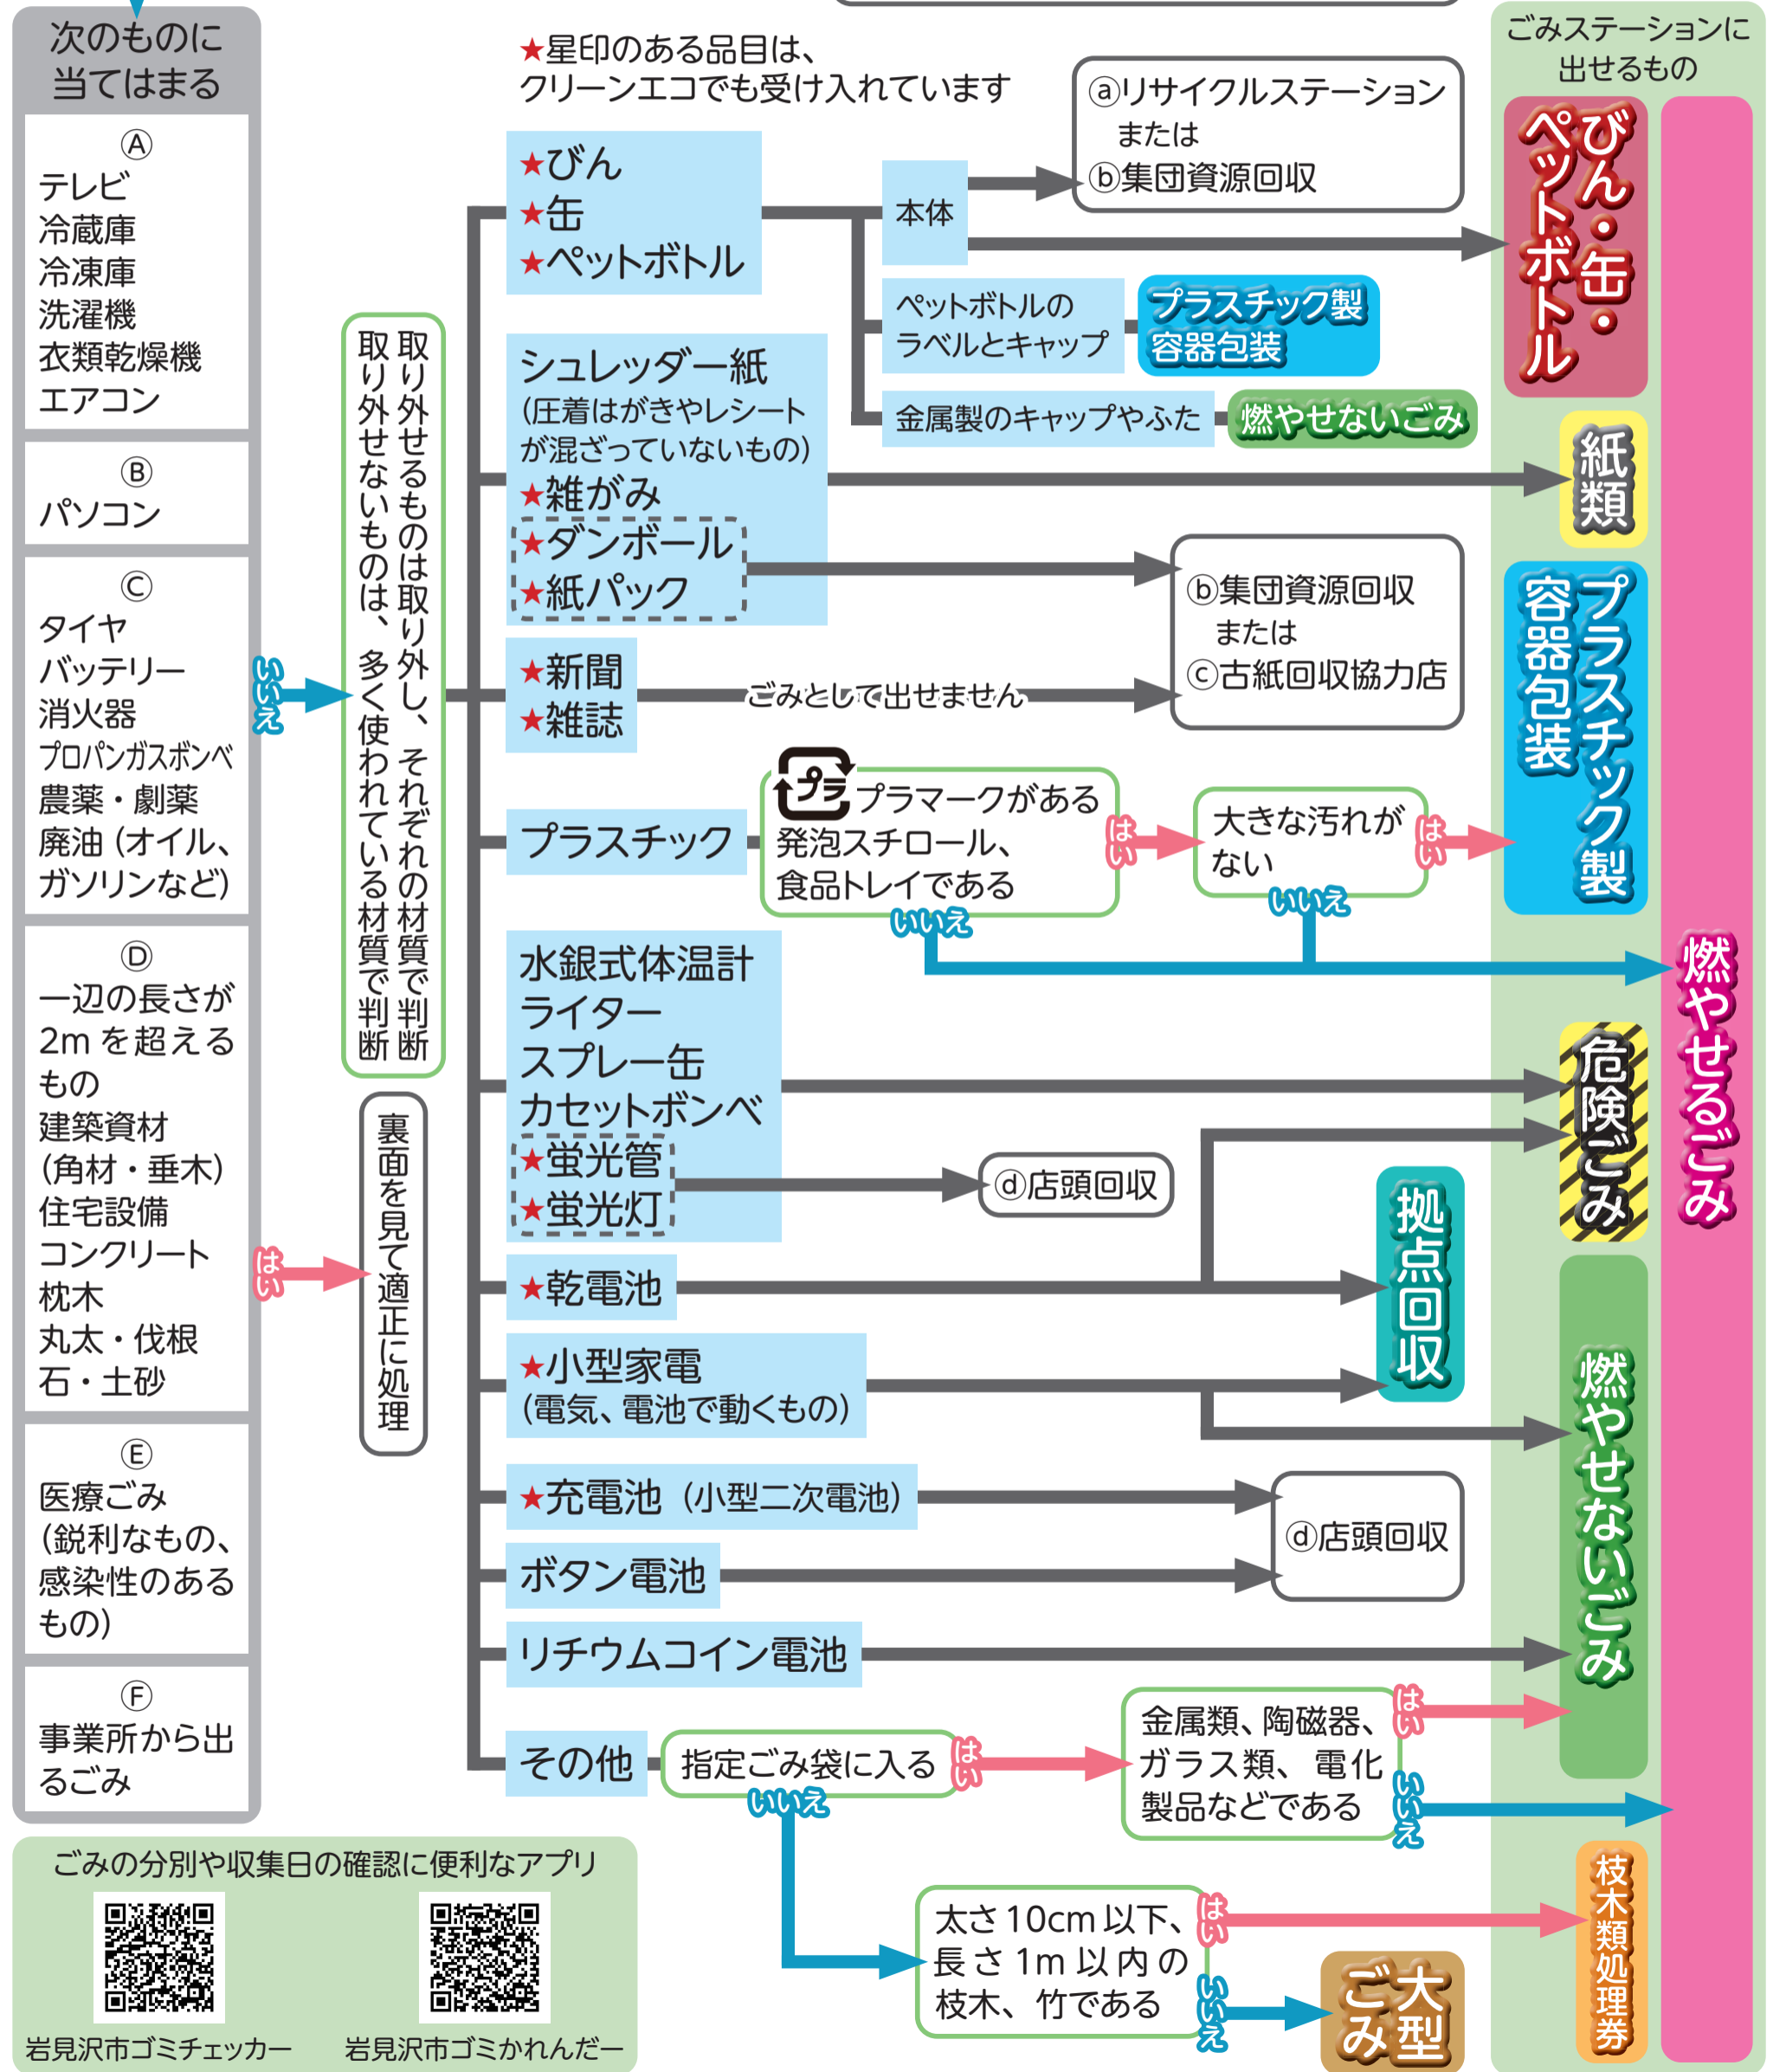 次のものに
当てはまる
Ⓐ
テレビ
冷蔵庫
冷凍庫
洗濯機
衣類乾燥機
エアコン
Ⓑ
パソコン
Ⓒ
タイヤ
バッテリー
消火器
プロパンガスボンベ
農薬・劇薬
廃油（オイル、
ガソリンなど）
Ⓓ
一辺の長さが
2m を超える
もの
建築資材
（角材・垂木）
住宅設備
コンクリート
枕木
丸太・伐根
石・土砂
Ⓔ
医療ごみ
（鋭利なもの、
感染性のある
もの）
Ⓕ
事業所から出
るごみ
いいえ
はい
取り外せるものは取り外し、それぞれの材質で判断
取り外せないものは、多く使われている材質で判断
裏面を見て適正に処理
★星印のある品目は、
クリーンエコでも受け入れています
★びん
★缶
★ペットボトル
本体
ⓐリサイクルステーション
または
ⓑ集団資源回収
ペットボトルの
ラベルとキャップ
プラスチック製
容器包装
金属製のキャップやふた
燃やせないごみ
シュレッダー紙
（圧着はがきやレシート
が混ざっていないもの）
★雑がみ
★ダンボール
★紙パック
ⓑ集団資源回収
または
ⓒ古紙回収協力店
★新聞
★雑誌
ごみとして出せません
プラスチック
プラ
プラマークがある
発泡スチロール、
食品トレイである
はい
いいえ
大きな汚れが
ない
はい
いいえ
水銀式体温計
ライター
スプレー缶
カセットボンベ
★蛍光管
★蛍光灯
ⓓ店頭回収
★乾電池
★小型家電
（電気、電池で動くもの）
拠点回収
★充電池（小型二次電池）
ボタン電池
ⓓ店頭回収
リチウムコイン電池
その他
指定ごみ袋に入る
はい
いいえ
金属類、陶磁器、
ガラス類、電化
製品などである
はい
いいえ
太さ10cm以下、
長さ1m以内の
枝木、竹である
はい
いいえ
大型
ごみ
ごみステーションに
出せるもの
びん・缶・
ペットボトル
紙類
プラスチック製
容器包装
危険ごみ
燃やせないごみ
枝木類処理券
燃やせるごみ
ごみの分別や収集日の確認に便利なアプリ
岩見沢市ゴミチェッカー
岩見沢市ゴミかれんだー